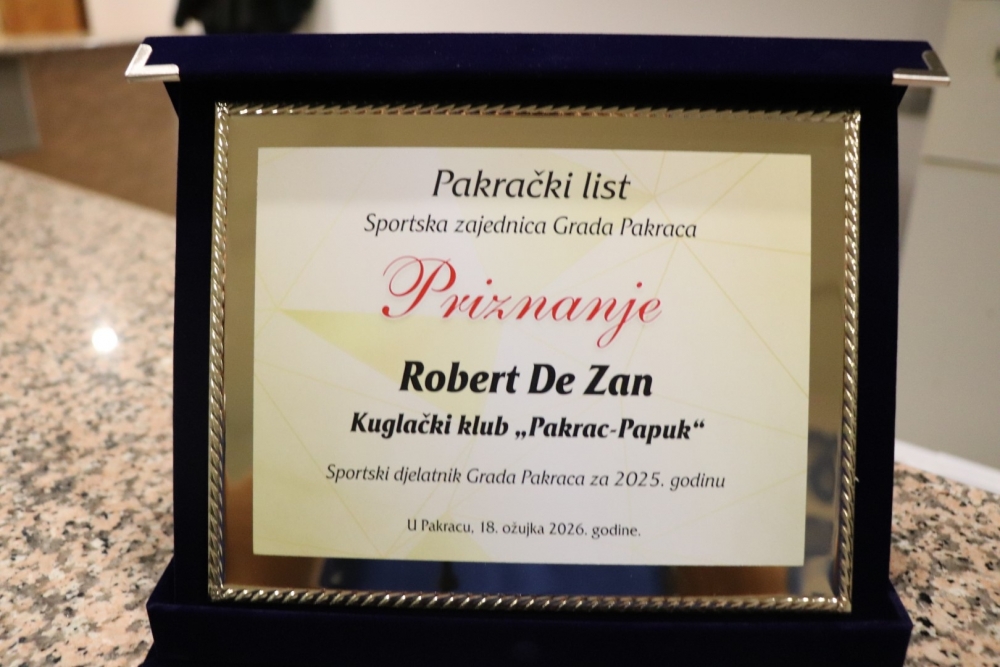 Pakrački list
Sportska zajednica Grada Pakraca
Priznanje
Robert De Zan
Kuglački klub „Pakrac-Papuk“
Sportski djelatnik Grada Pakraca za 2025. godinu
U Pakracu, 18. ožujka 2026. godine.